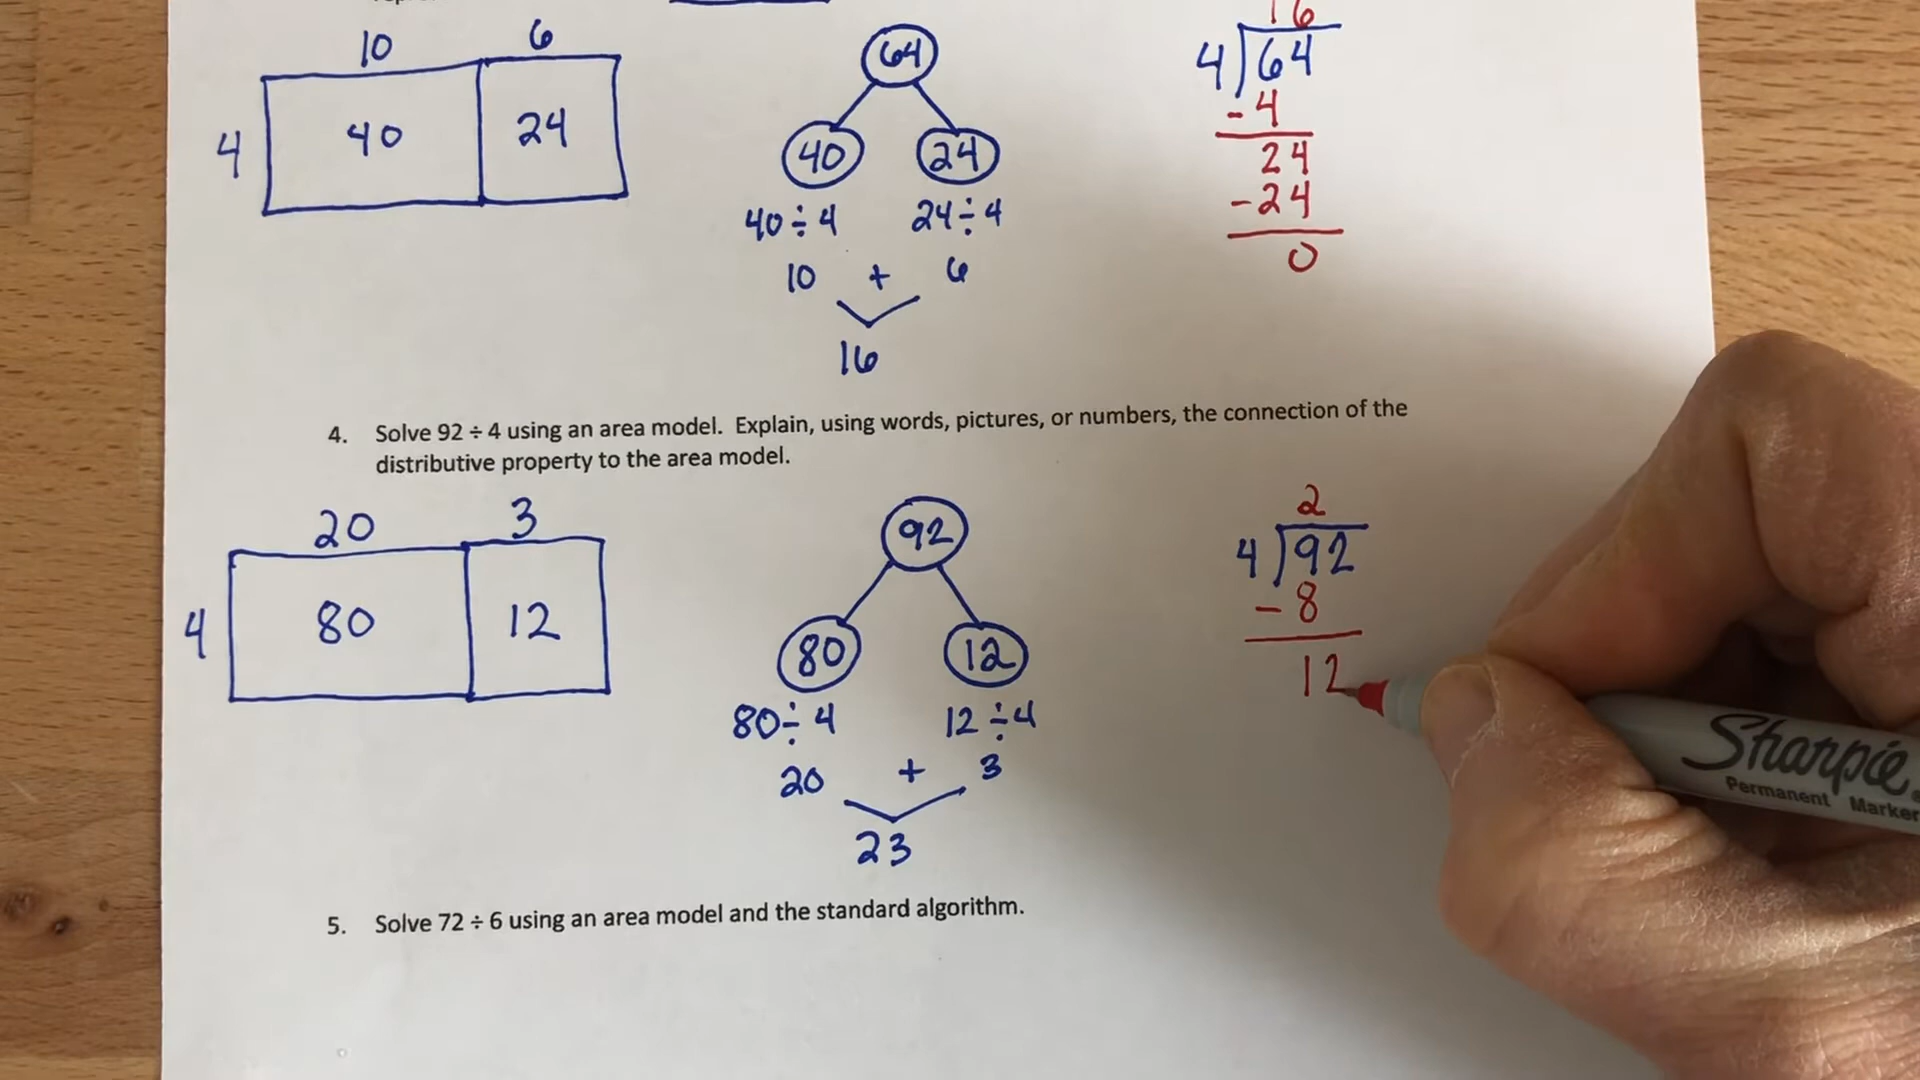 10 6
4 40 24
64
40 24
40÷4 24÷4
10 + 6
16
16
4 64
-4
24
-24
0
4. Solve 92 ÷ 4 using an area model. Explain, using words, pictures, or numbers, the connection of the
distributive property to the area model.
20 3
4 80 12
92
80 12
80÷4 12÷4
20 + 3
23
2
4 92
-8
12
Sharpie
Permanent Marker
5. Solve 72 ÷ 6 using an area model and the standard algorithm.